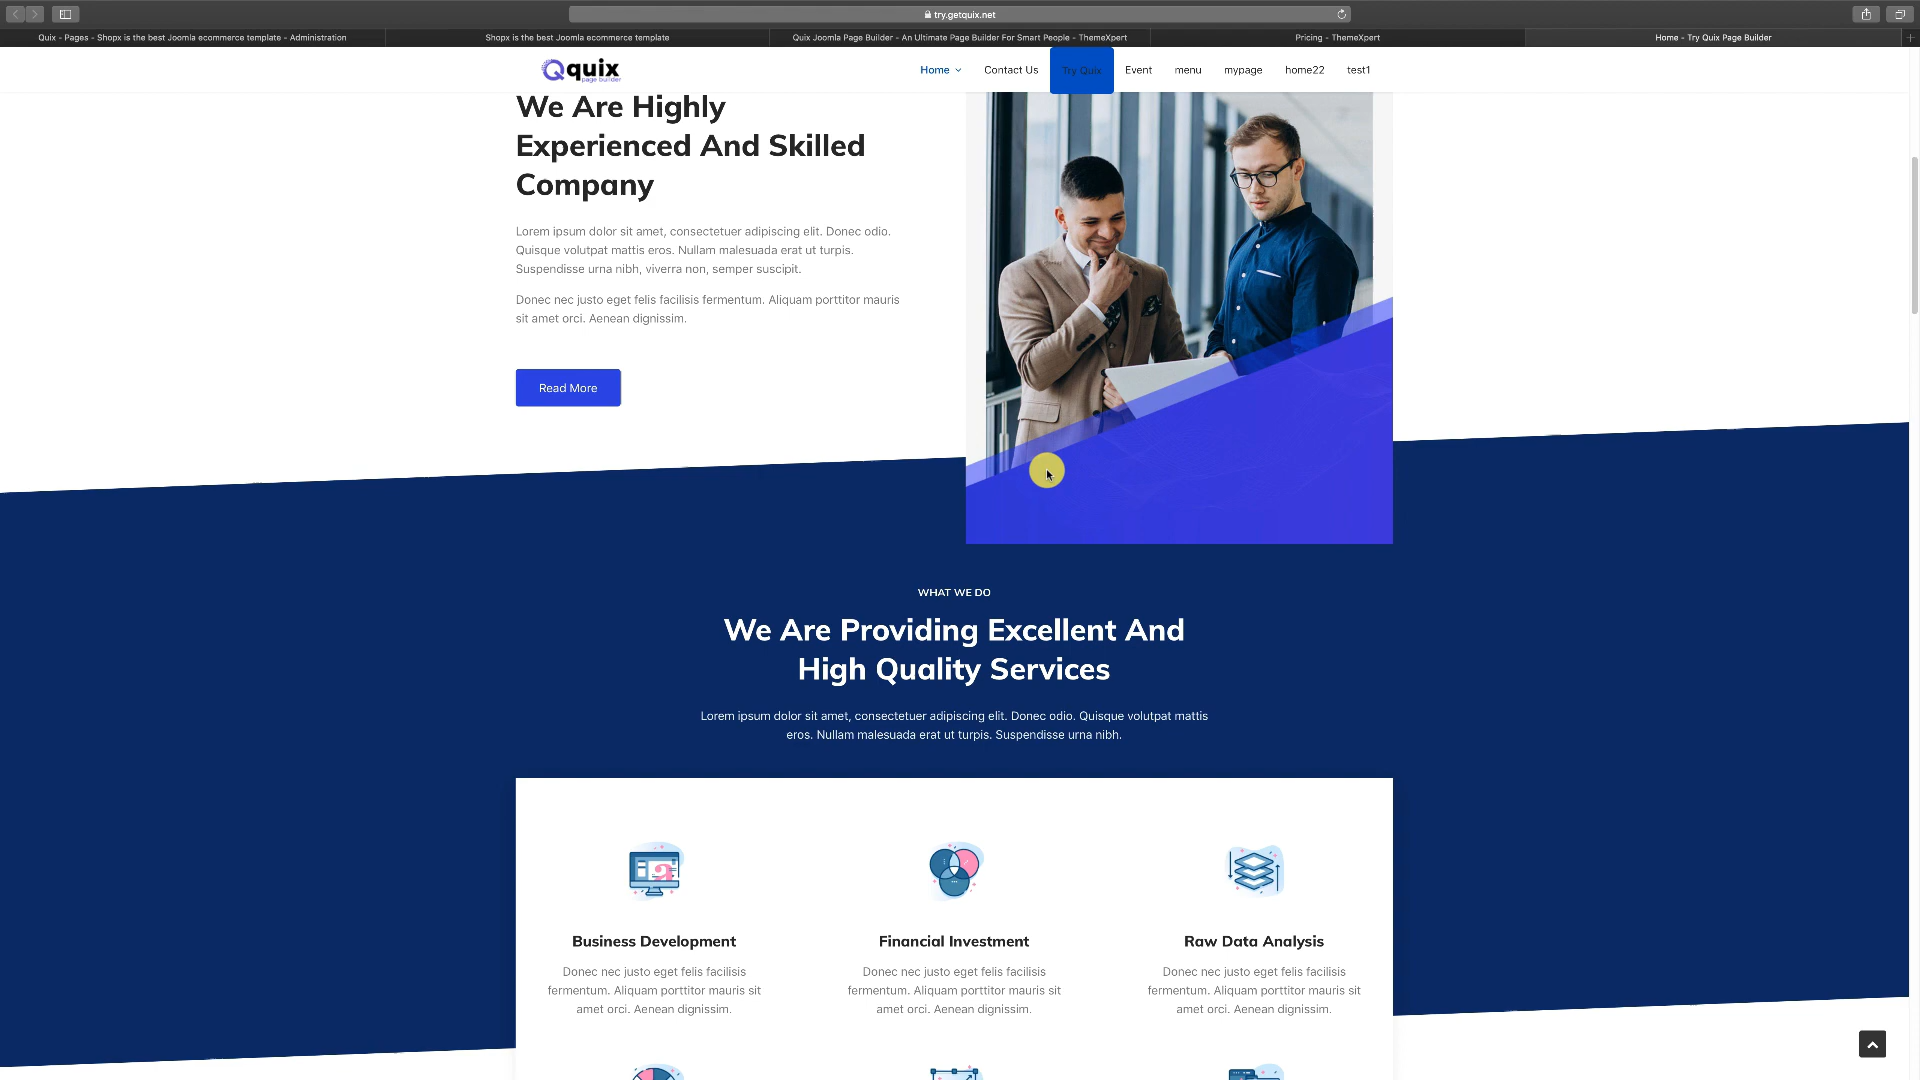 try.getquix.net
Quix - Pages - Shopx is the best Joomla ecommerce template - Administration
Shopx is the best Joomla ecommerce template
Quix Joomla Page Builder - An Ultimate Page Builder For Smart People - ThemeXpert
Pricing - ThemeXpert
Home - Try Quix Page Builder
quix
page builder
Home
Contact Us
Try Quix
Event
menu
mypage
home22
test1
We Are Highly
Experienced And Skilled
Company
Lorem ipsum dolor sit amet, consectetuer adipiscing elit. Donec odio.
Quisque volutpat mattis eros. Nullam malesuada erat ut turpis.
Suspendisse urna nibh, viverra non, semper suscipit.
Donec nec justo eget felis facilisis fermentum. Aliquam porttitor mauris
sit amet orci. Aenean dignissim.
Read More
WHAT WE DO
We Are Providing Excellent And
High Quality Services
Lorem ipsum dolor sit amet, consectetuer adipiscing elit. Donec odio. Quisque volutpat mattis
eros. Nullam malesuada erat ut turpis. Suspendisse urna nibh.
Business Development
Donec nec justo eget felis facilisis
fermentum. Aliquam porttitor mauris sit
amet orci. Aenean dignissim.
Financial Investment
Donec nec justo eget felis facilisis
fermentum. Aliquam porttitor mauris sit
amet orci. Aenean dignissim.
Raw Data Analysis
Donec nec justo eget felis facilisis
fermentum. Aliquam porttitor mauris sit
amet orci. Aenean dignissim.